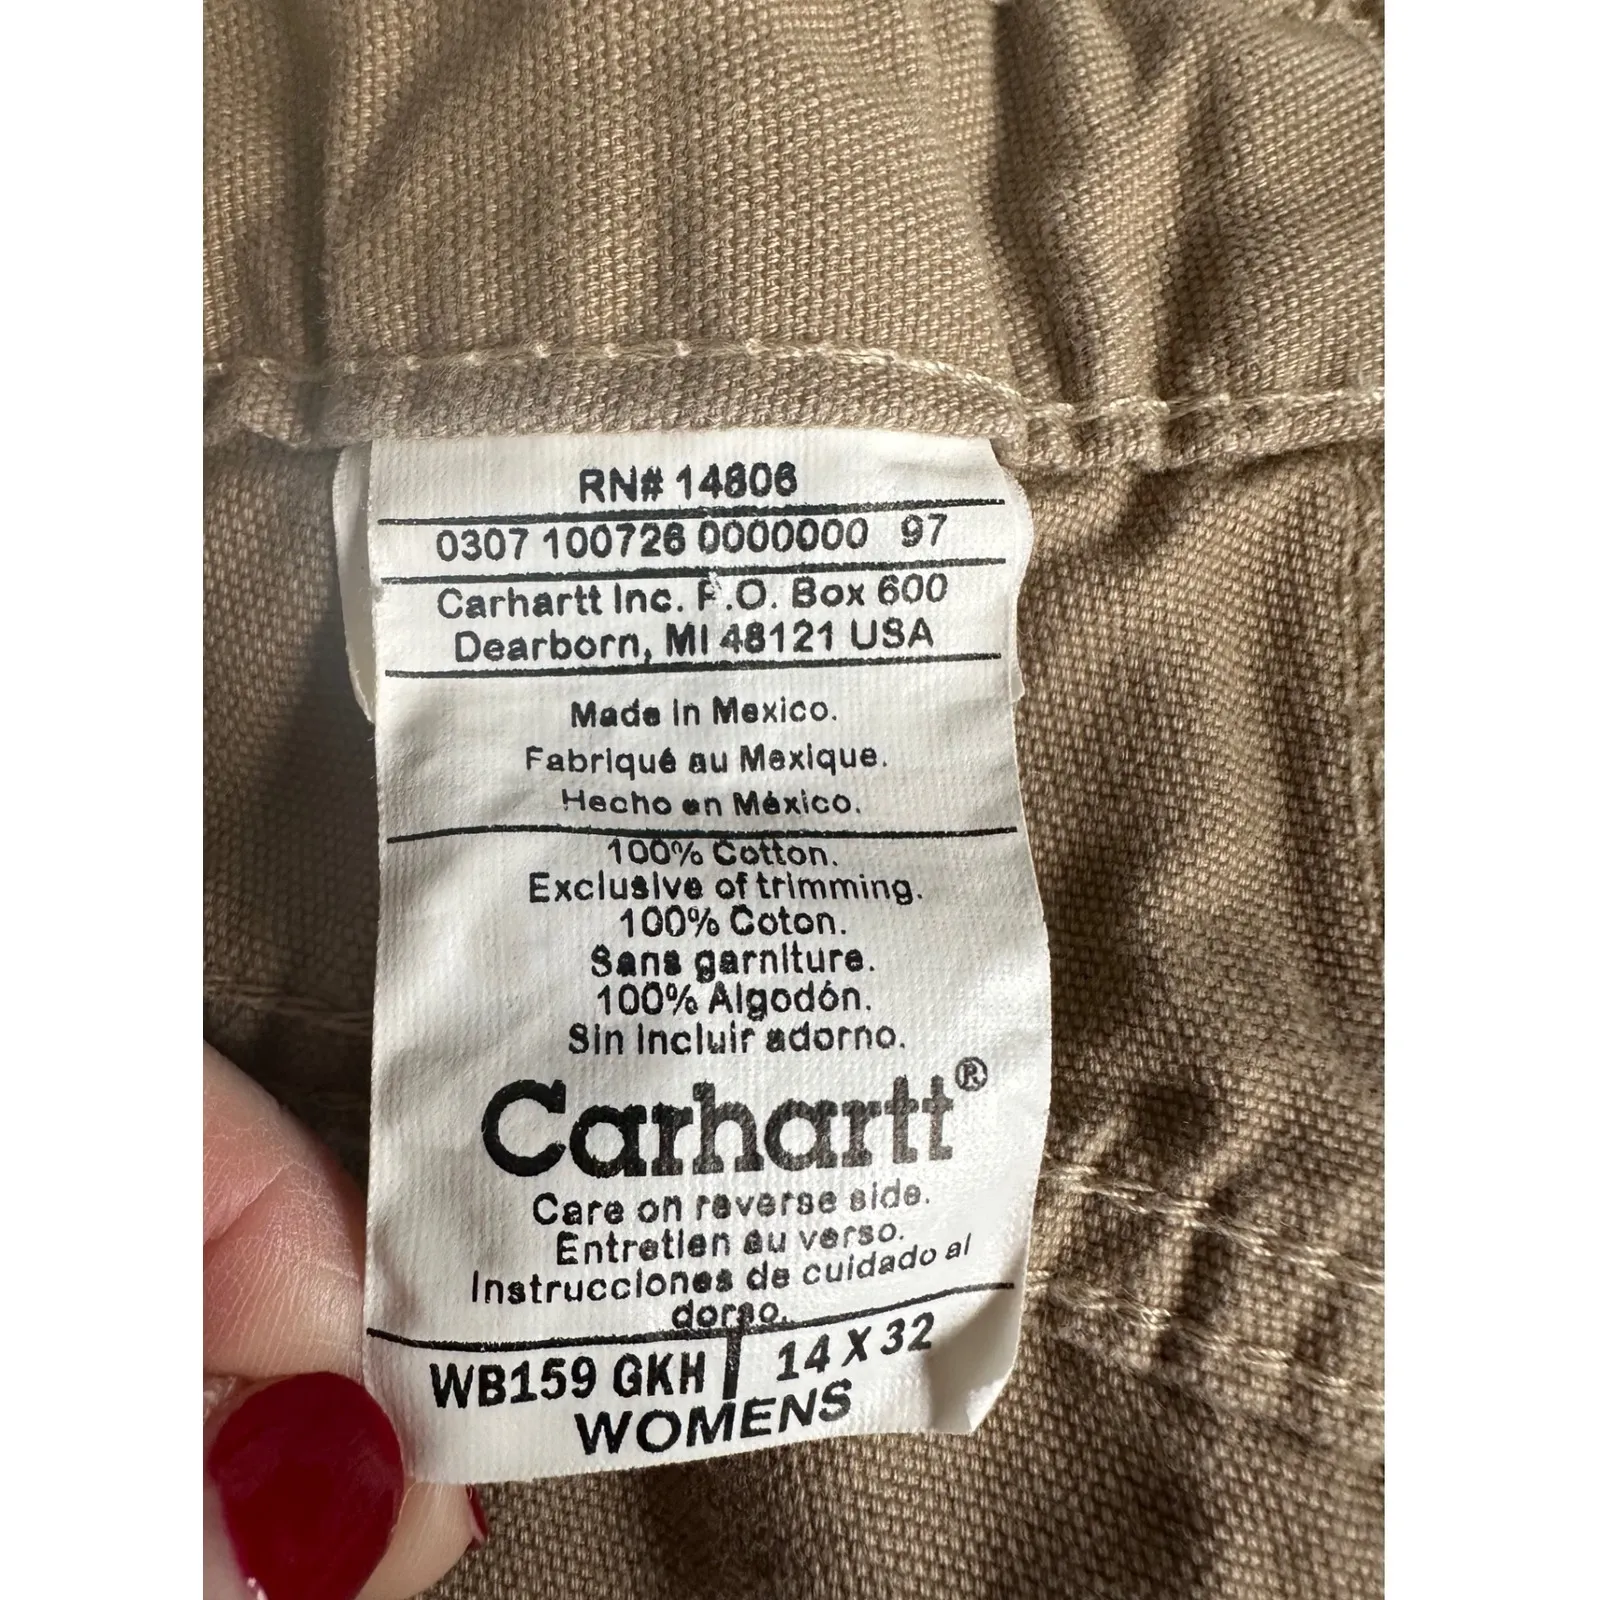 RN# 14806
0307 100726 0000000 97
Carhartt Inc. P.O. Box 600
Dearborn, MI 48121 USA
Made in Mexico.
Fabriqué au Mexique.
Hecho en México.
100% Cotton.
Exclusive of trimming.
100% Coton.
Sans garniture.
100% Algodón.
Sin incluir adorno.
Carhartt®
Care on reverse side.
Entretien au verso.
Instrucciones de cuidado al
dorso.
WB159 GKH | 14 X 32
WOMENS